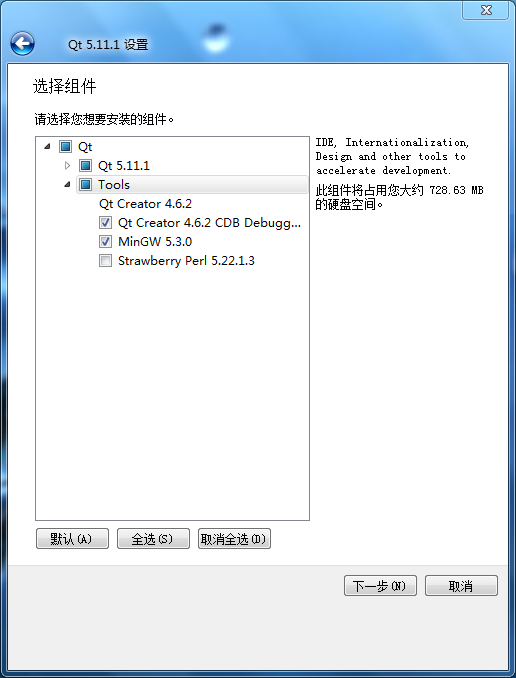 Qt 5.11.1 设置
选择组件
请选择您想要安装的组件。
Qt
Qt 5.11.1
Tools
Qt Creator 4.6.2
Qt Creator 4.6.2 CDB Debugg...
MinGW 5.3.0
Strawberry Perl 5.22.1.3
IDE, Internationalization,
Design and other tools to
accelerate development.
此组件将占用您大约 728.63 MB
的硬盘空间。
默认(A)
全选(S)
取消全选(D)
下一步(N)
取消